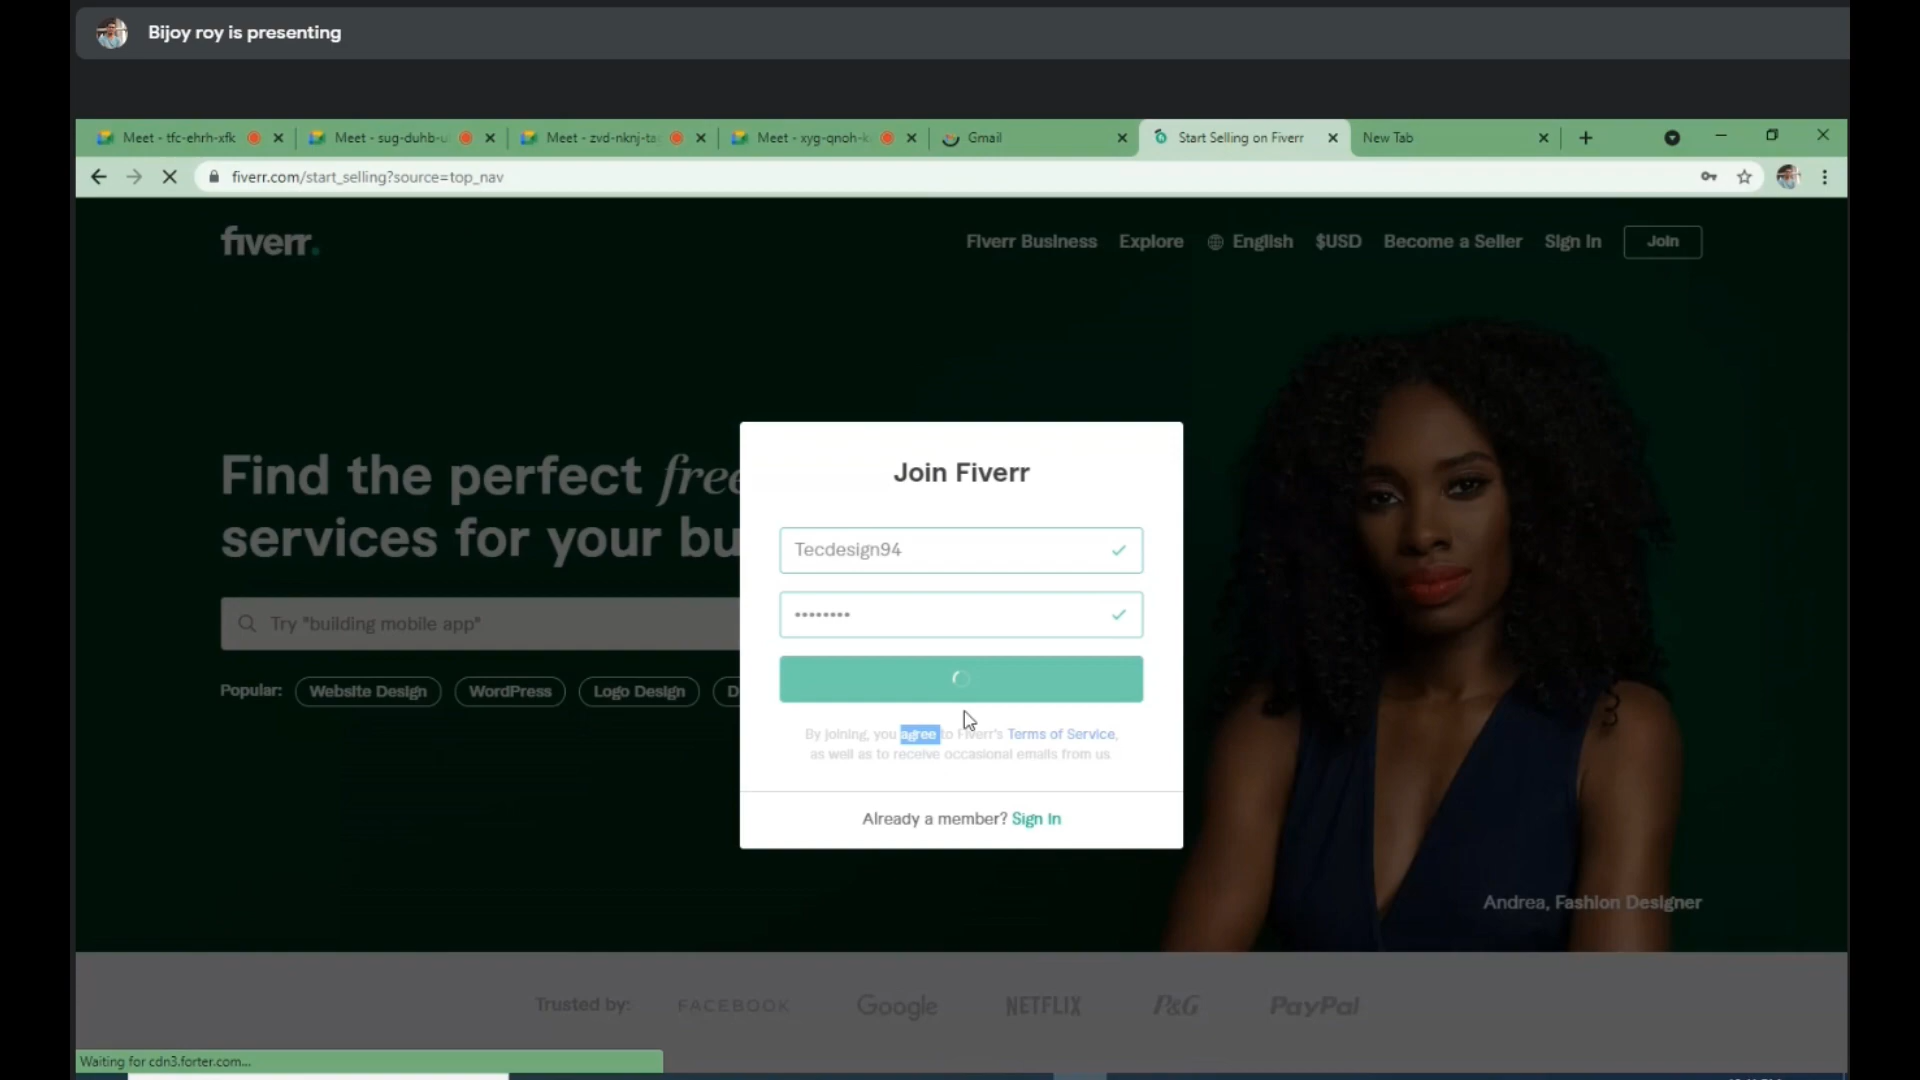 Bijoy roy is presenting
Meet - tfc-ehrh-xfk
Meet - sug-duhb-u
Meet - zvd-nknj-ta
Meet - xyg-qnoh-k
Gmail
Start Selling on Fiverr
New Tab
fiverr.com/start_selling?source=top_nav
fiverr.
Fiverr Business Explore English $USD Become a Seller Sign In Join
Find the perfect free
services for your bu
Try "building mobile app"
Popular: Website Design WordPress Logo Design D
Join Fiverr
Tecdesign94
••••••••
By joining, you agree to Fiverr's Terms of Service,
as well as to receive occasional emails from us.
Already a member? Sign In
Andrea, Fashion Designer
Trusted by: FACEBOOK Google NETFLIX P&G PayPal
Waiting for cdn3.forter.com...